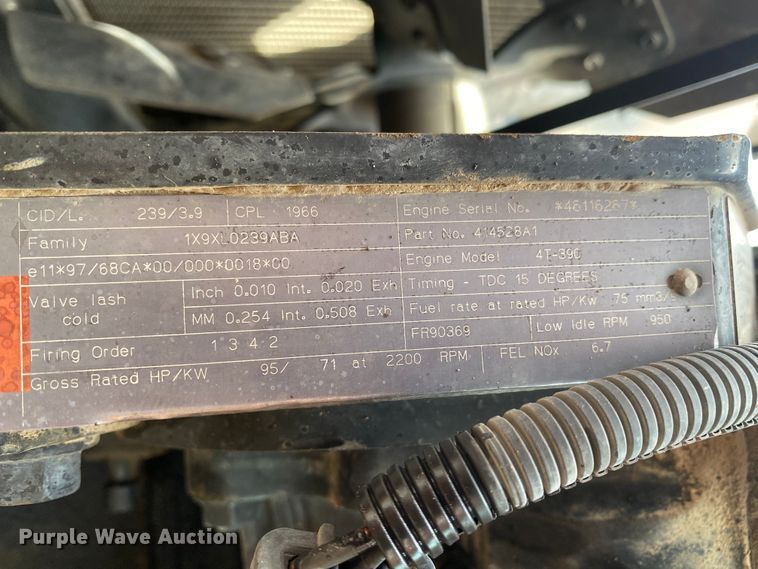 CID/L. 239/3.9 CPL 1966 Engine Serial No. *46116267*
Family 1X9XL0239ABA Part No. 414528A1
e11*97/68CA*00/000*0018*00 Engine Model 4T-390
Valve lash cold Inch 0.010 Int. 0.020 Exh Timing - TDC 15 DEGREES
MM 0.254 Int. 0.508 Exh Fuel rate at rated HP/Kw 75 mm3/s
Firing Order 1 3 4 2 FR90369 Low Idle RPM 950
Gross Rated HP/KW 95/ 71 at 2200 RPM FEL NOx 6.7
Purple Wave Auction